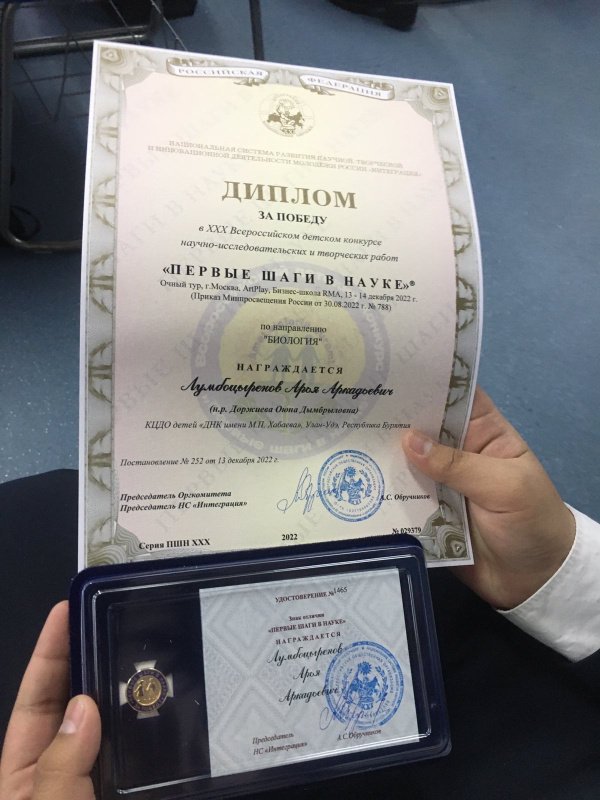 РОССИЙСКАЯ ФЕДЕРАЦИЯ
НАЦИОНАЛЬНАЯ СИСТЕМА РАЗВИТИЯ НАУЧНОЙ, ТВОРЧЕСКОЙ
И ИННОВАЦИОННОЙ ДЕЯТЕЛЬНОСТИ МОЛОДЁЖИ РОССИИ «ИНТЕГРАЦИЯ»
ДИПЛОМ
ЗА ПОБЕДУ
в XXX Всероссийском детском конкурсе
научно-исследовательских и творческих работ
«ПЕРВЫЕ ШАГИ В НАУКЕ»®
Очный тур, г.Москва, ArtPlay, Бизнес-школа RMA, 13 - 14 декабря 2022 г.
(Приказ Минпросвещения России от 30.08.2022 г. № 788)
по направлению
"БИОЛОГИЯ"
НАГРАЖДАЕТСЯ
Лумбоцыренов Арья Аркадьевич
(н.р. Доржиева Оюна Дымбрыловна)
КЦДО детей «ДНК имени М.П. Хабаева», Улан-Удэ, Республика Бурятия
Постановление № 252 от 13 декабря 2022 г.
Председатель Оргкомитета
Председатель НС «Интеграция»
А.С. Обручников
Серия ПШН XXX
2022
№ 029379
УДОСТОВЕРЕНИЕ №1465
Знак отличия
«ПЕРВЫЕ ШАГИ В НАУКЕ»
НАГРАЖДАЕТСЯ
Лумбоцыренов
Арья
Аркадьевич
Председатель
НС «Интеграция»
А.С.Обручников